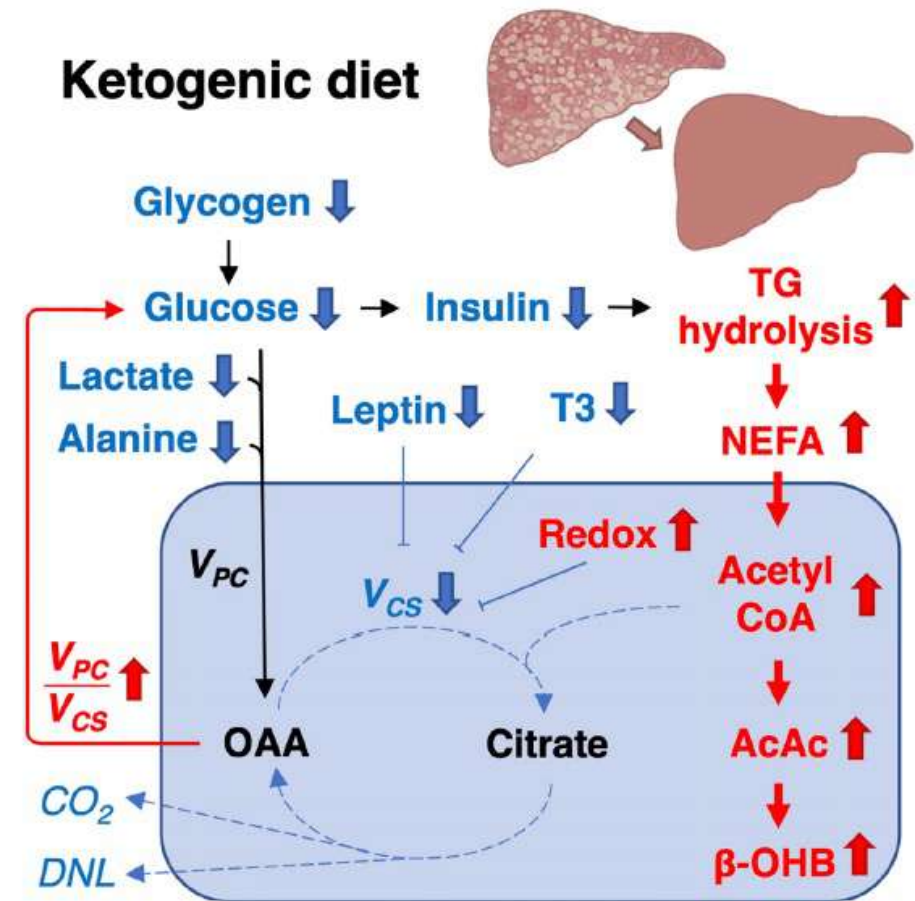 Ketogenic diet
Glycogen
Glucose
Insulin
TG
hydrolysis
Lactate
Leptin
T3
Alanine
NEFA
V_PC
Redox
V_CS
Acetyl
CoA
V_PC
V_CS
OAA
Citrate
AcAc
CO₂
DNL
β-OHB